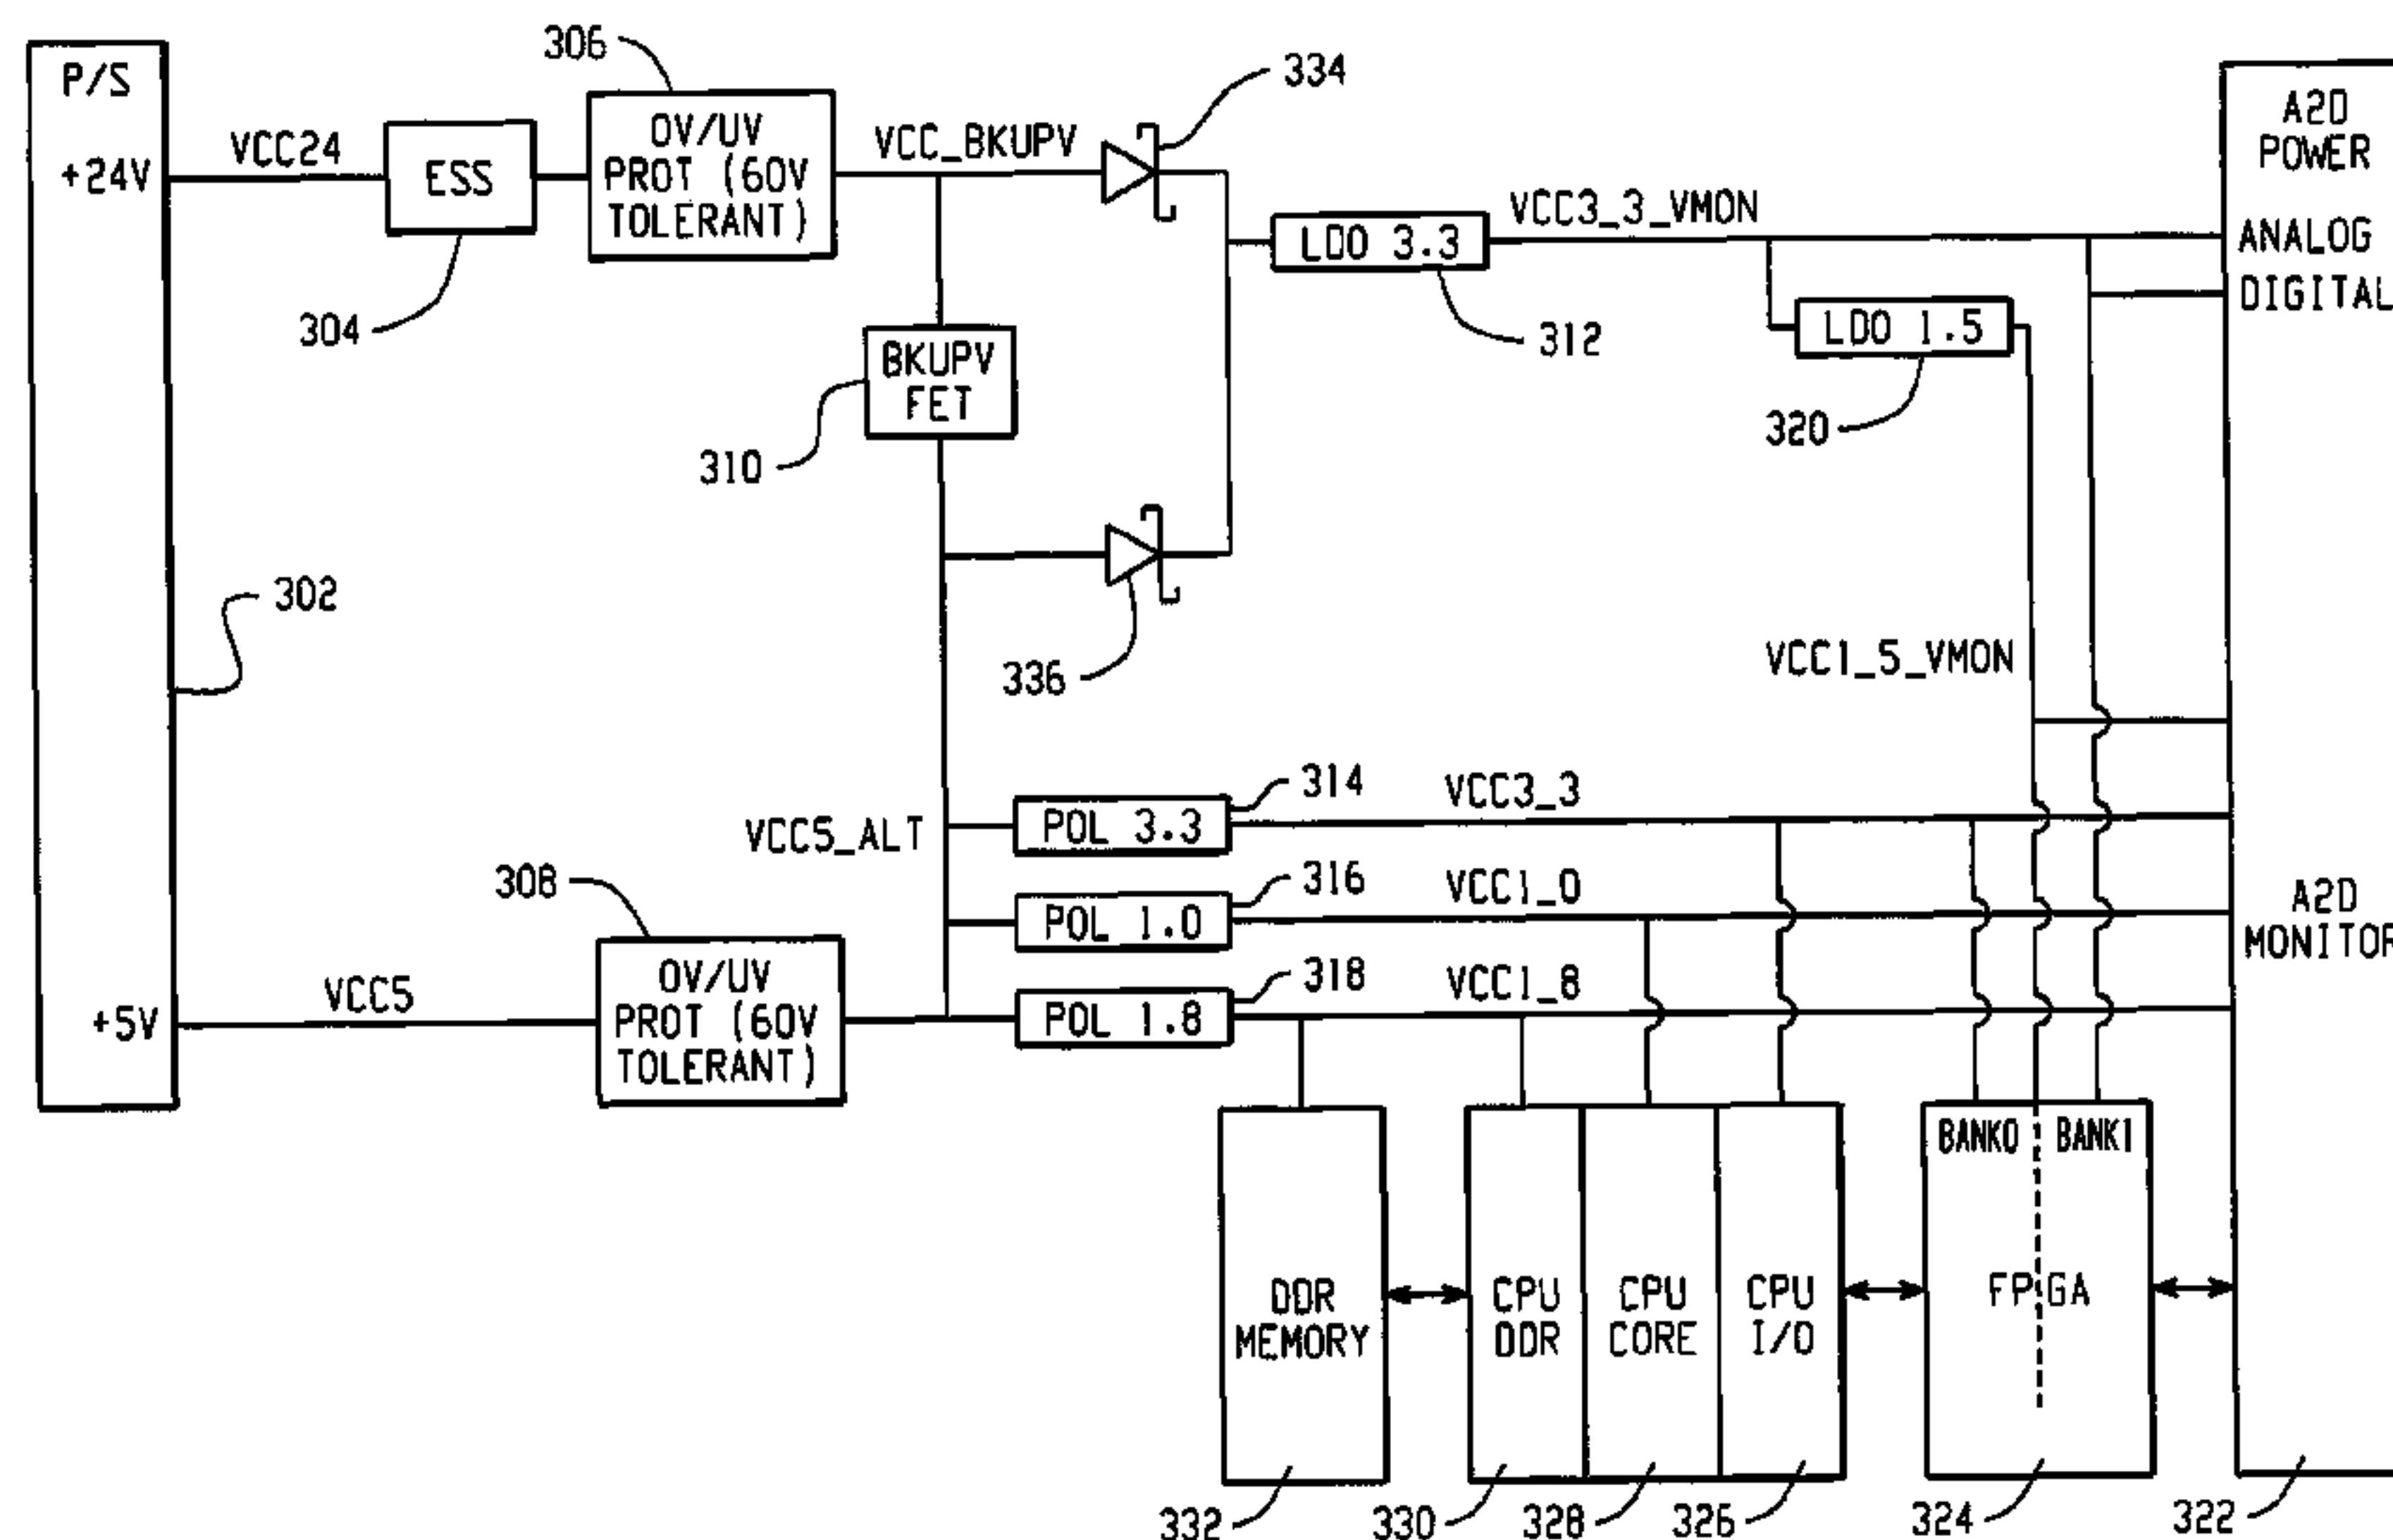 P/S
+24V
VCC24
ESS
304
306
OV/UV
PROT (60V
TOLERANT)
VCC_BKUPV
334
LDO 3.3
312
VCC3_3_VMON
A2D
POWER
ANALOG
DIGITAL
LDO 1.5
320
BKUPV
FET
310
336
302
VCC1_5_VMON
VCC5_ALT
POL 3.3
314
VCC3_3
POL 1.0
316
VCC1_0
POL 1.8
318
VCC1_8
A2D
MONITOR
308
+5V
VCC5
OV/UV
PROT (60V
TOLERANT)
BANK0
BANK1
DDR
MEMORY
CPU
DDR
CPU
CORE
CPU
I/O
FPGA
332
330
328
326
324
322